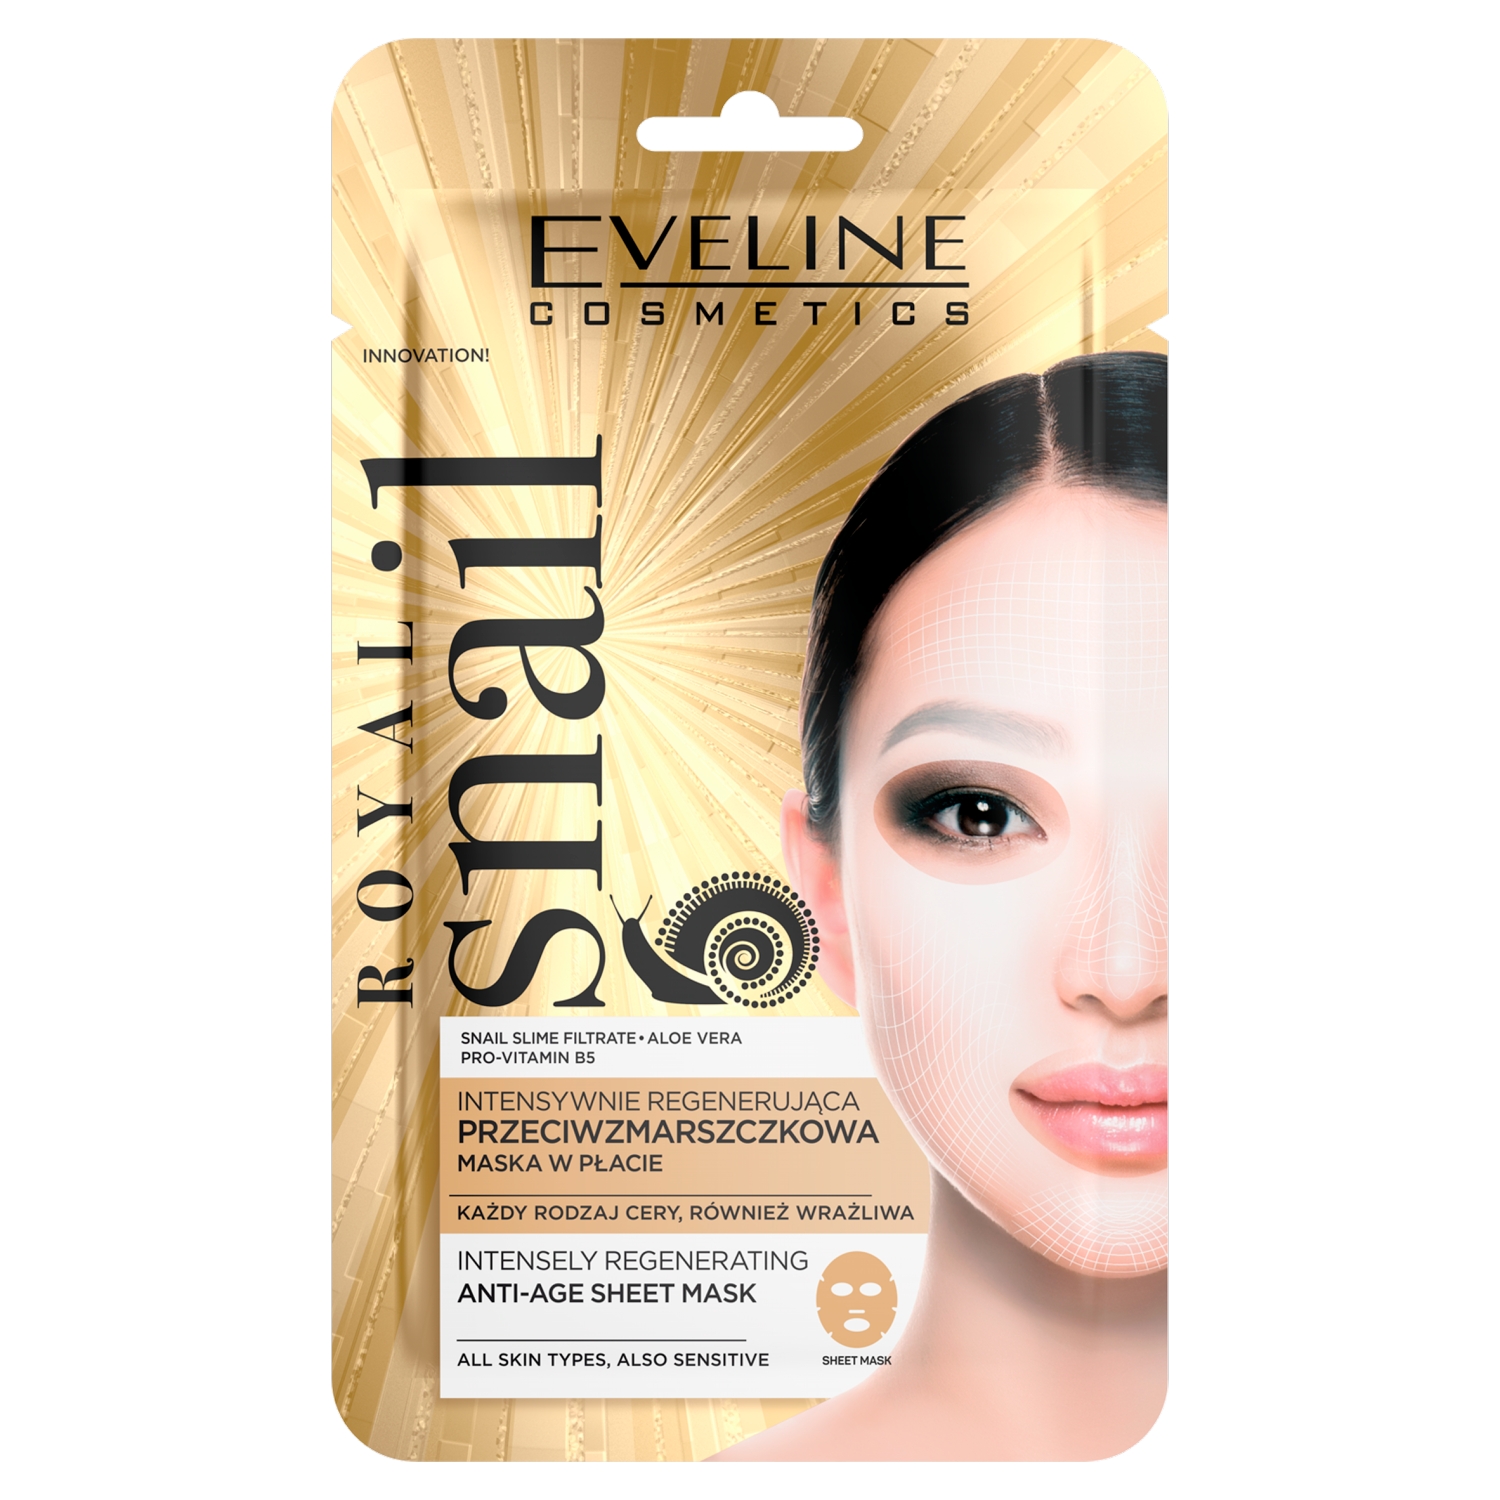 EVELINE
COSMETICS
INNOVATION!
ROYAL
Snail
SNAIL SLIME FILTRATE • ALOE VERA
PRO-VITAMIN B5
INTENSYWNIE REGENERUJĄCA
PRZECIWZMARSZCZKOWA
MASKA W PŁACIE
KAŻDY RODZAJ CERY, RÓWNIEŻ WRAŻLIWA
INTENSELY REGENERATING
ANTI-AGE SHEET MASK
ALL SKIN TYPES, ALSO SENSITIVE
SHEET MASK